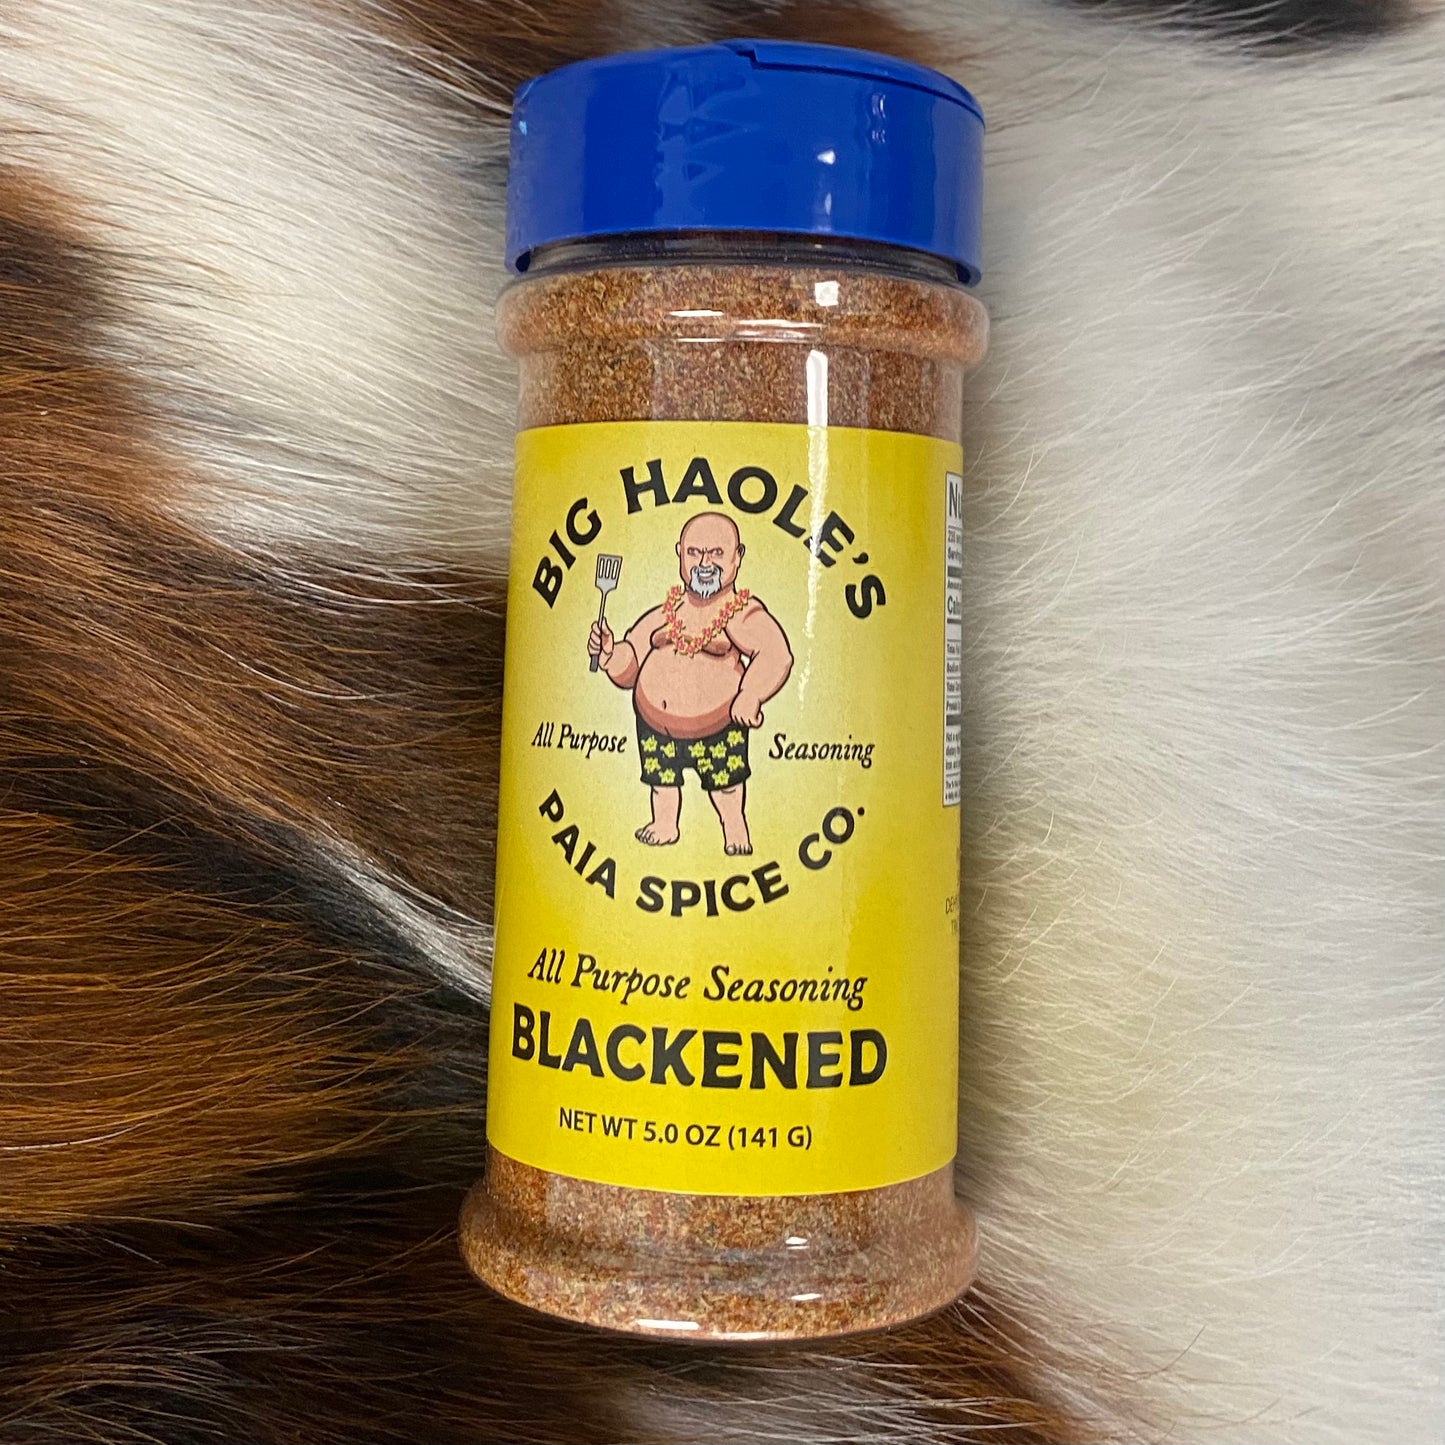 BIG HAOLE'S
All Purpose Seasoning
PAIA SPICE CO.
All Purpose Seasoning
BLACKENED
NET WT 5.0 OZ (141 G)